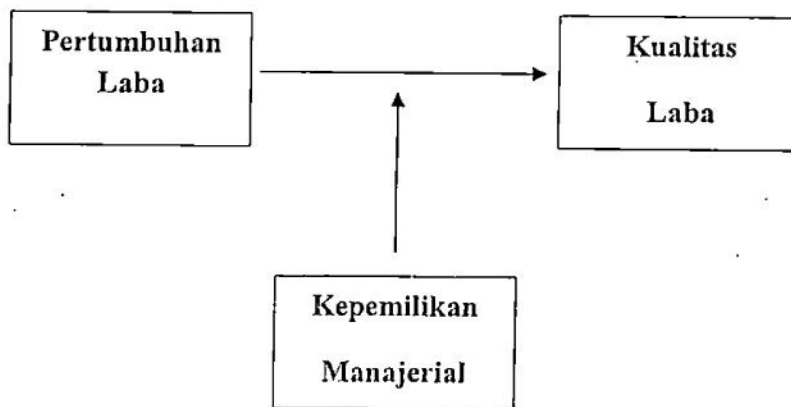 Pertumbuhan
Laba
Kualitas
Laba
Kepemilikan
Manajerial